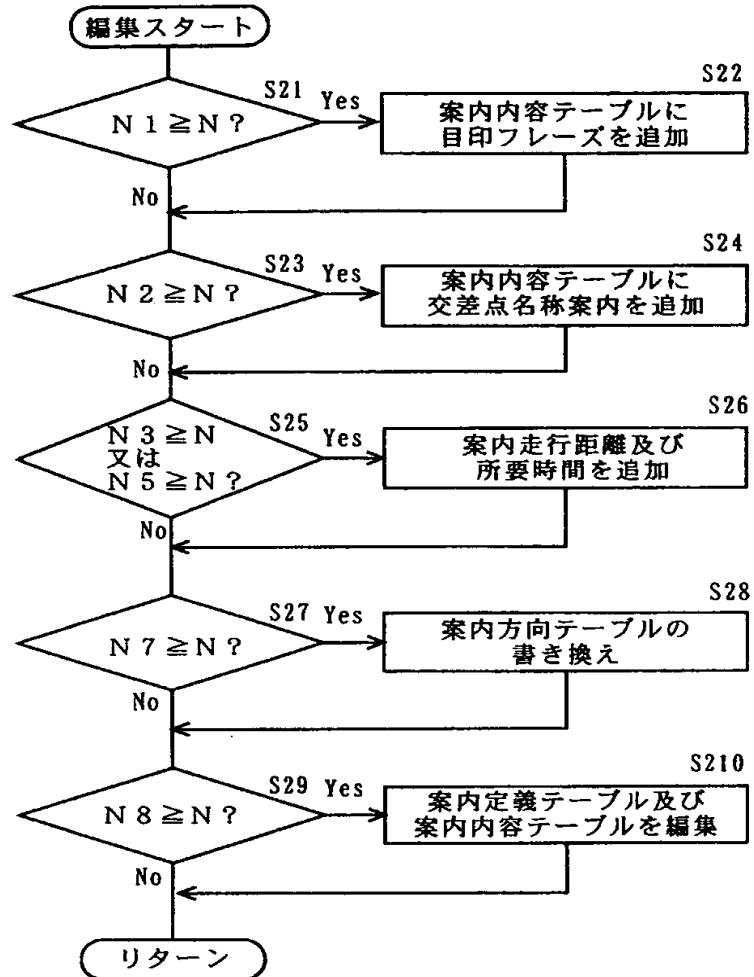 編集スタート
S21
Yes
N1≧N?
S22
案内内容テーブルに
目印フレーズを追加
No
S23
Yes
N2≧N?
S24
案内内容テーブルに
交差点名称案内を追加
No
S25
Yes
N3≧N
又は
N5≧N?
S26
案内走行距離及び
所要時間を追加
No
S27
Yes
N7≧N?
S28
案内方向テーブルの
書き換え
No
S29
Yes
N8≧N?
S210
案内定義テーブル及び
案内内容テーブルを編集
No
リターン